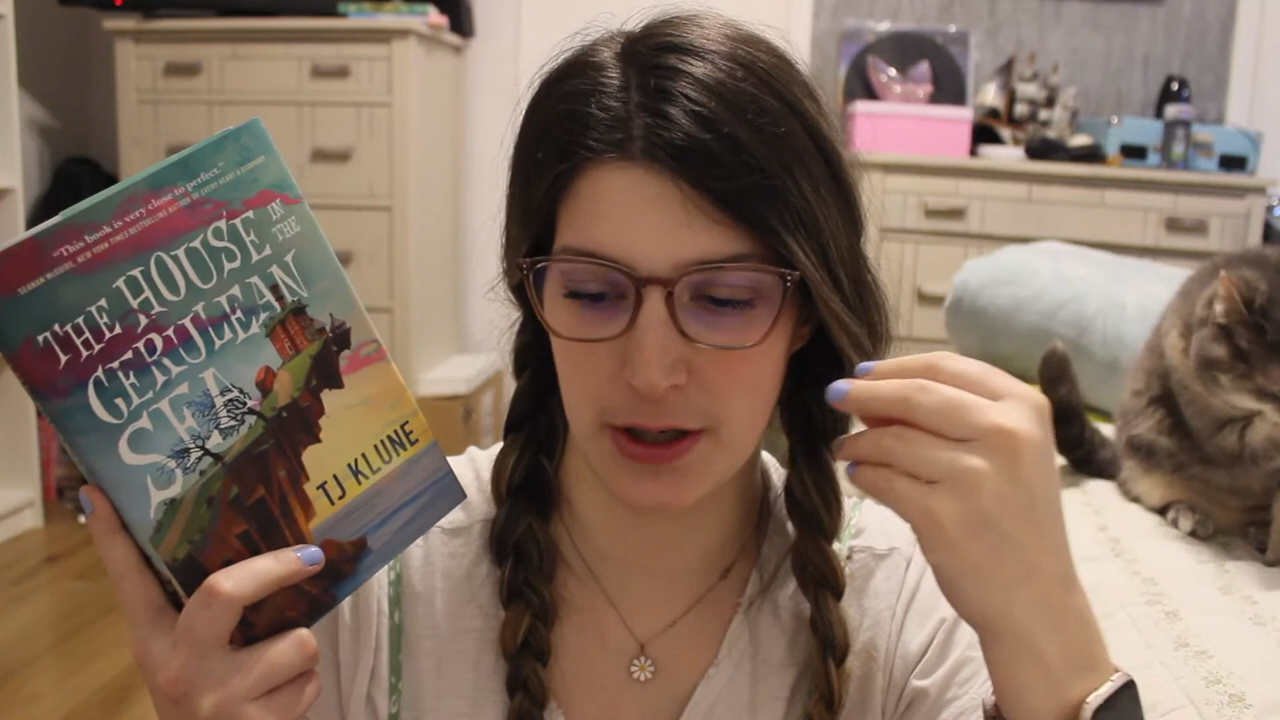 "This book is very close to perfect."
SEANAN McGUIRE, NEW YORK TIMES BESTSELLING AUTHOR OF EVERY HEART A DOORWAY
THE HOUSE IN
THE
CERULEAN
SEA
TJ KLUNE